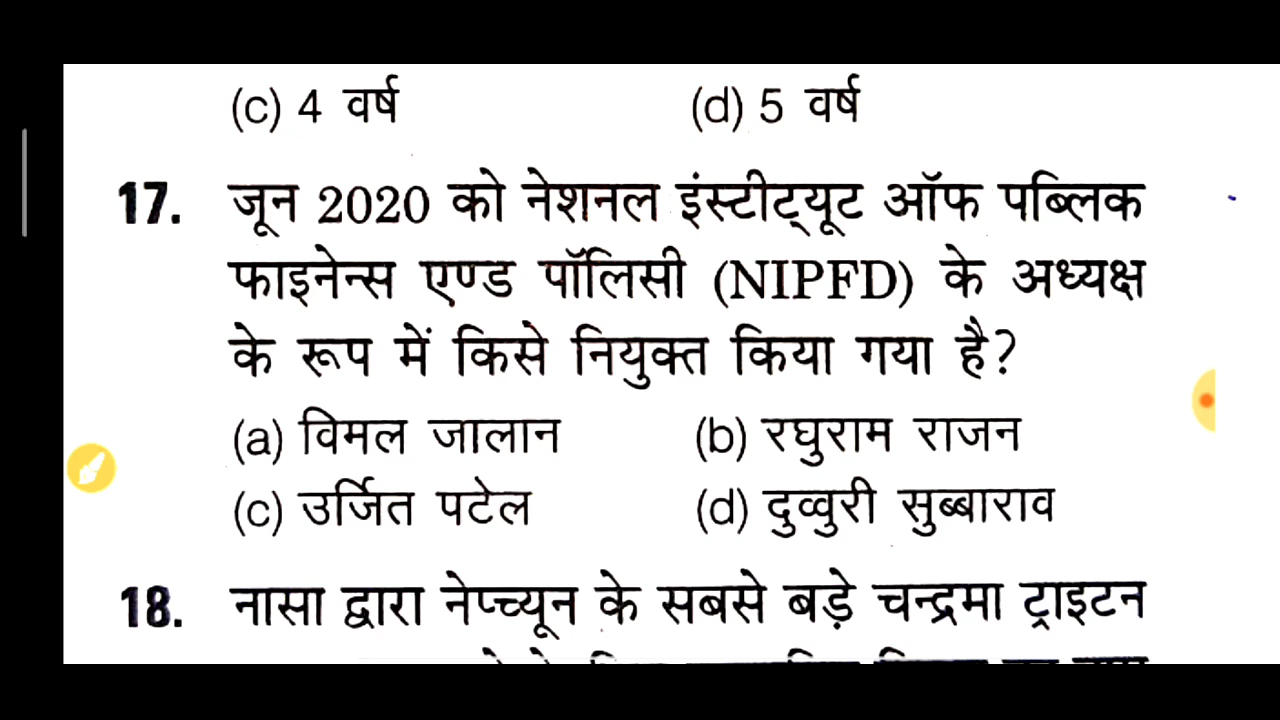 (c) 4 वर्ष (d) 5 वर्ष
17. जून 2020 को नेशनल इंस्टीट्यूट ऑफ पब्लिक
फाइनेन्स एण्ड पॉलिसी (NIPFD) के अध्यक्ष
के रूप में किसे नियुक्त किया गया है?
(a) विमल जालान (b) रघुराम राजन
(c) उर्जित पटेल (d) दुव्वुरी सुब्बाराव
18. नासा द्वारा नेप्च्यून के सबसे बड़े चन्द्रमा ट्राइटन